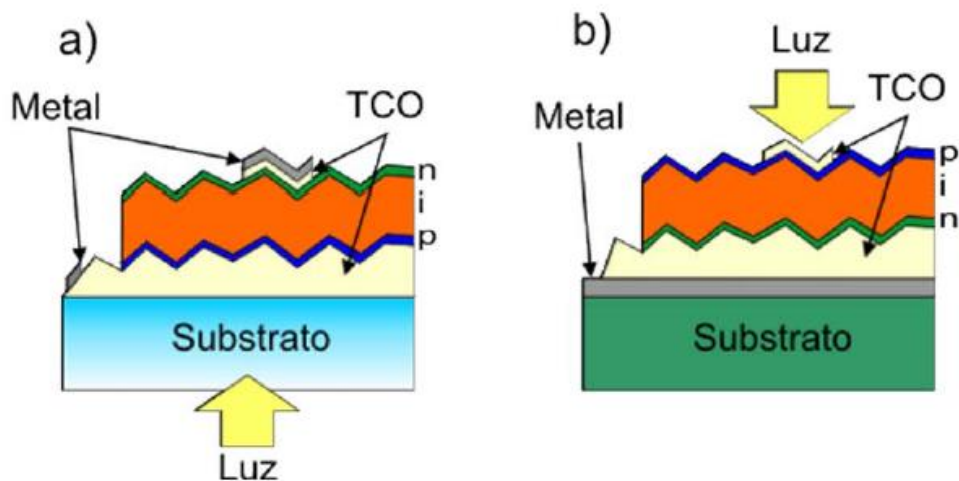 a)
Metal
TCO
n
i
p
Substrato
Luz
b)
Luz
TCO
Metal
p
i
n
Substrato